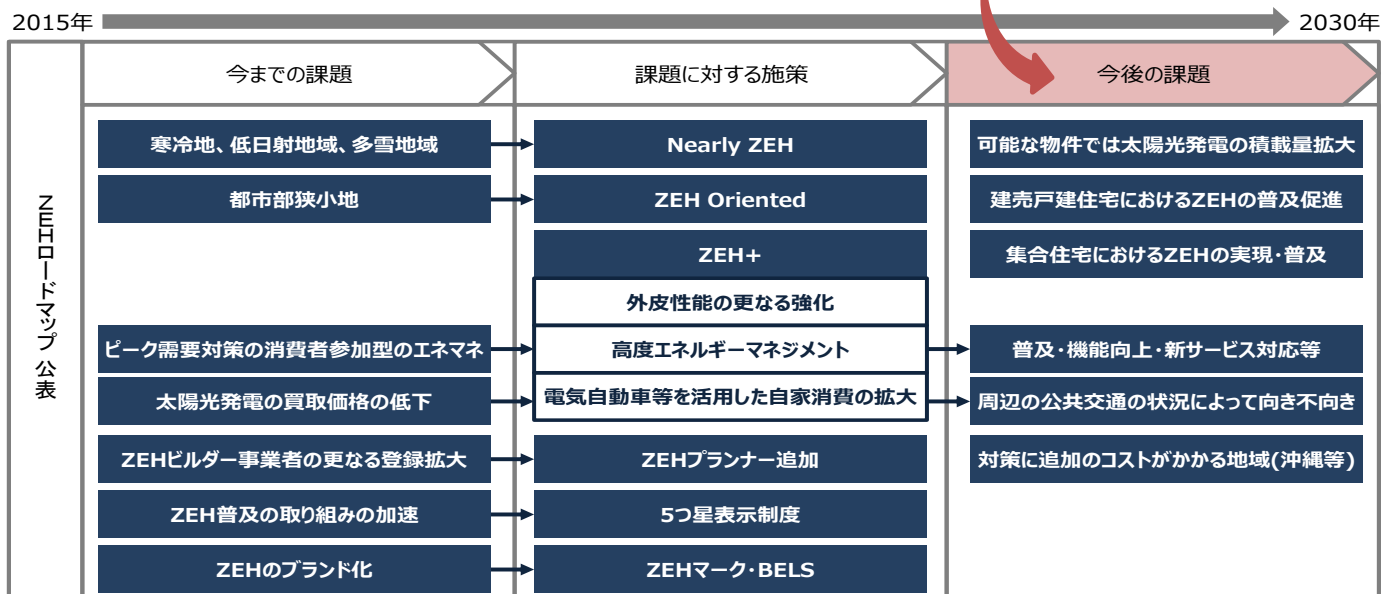 2015年
2030年
今までの課題
課題に対する施策
今後の課題
ZEHロードマップ 公表
寒冷地、低日射地域、多雪地域
Nearly ZEH
可能な物件では太陽光発電の積載量拡大
都市部狭小地
ZEH Oriented
建売戸建住宅におけるZEHの普及促進
ZEH+
集合住宅におけるZEHの実現・普及
外皮性能の更なる強化
ピーク需要対策の消費者参加型のエネマネ
高度エネルギーマネジメント
普及・機能向上・新サービス対応等
太陽光発電の買取価格の低下
電気自動車等を活用した自家消費の拡大
周辺の公共交通の状況によって向き不向き
ZEHビルダー事業者の更なる登録拡大
ZEHプランナー追加
対策に追加のコストがかかる地域(沖縄等)
ZEH普及の取り組みの加速
5つ星表示制度
ZEHのブランド化
ZEHマーク・BELS